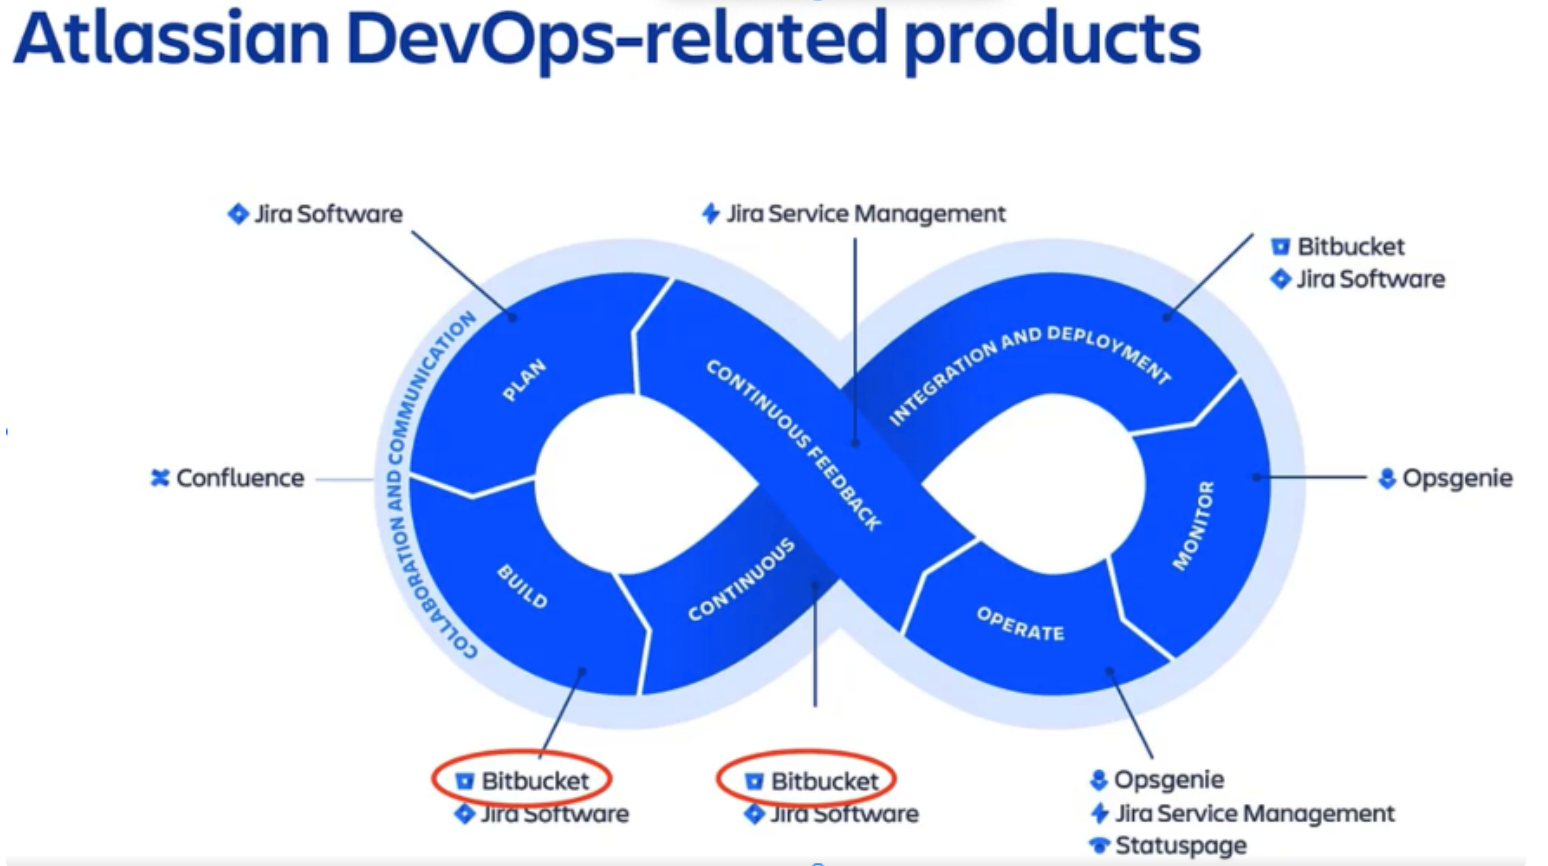 Atlassian DevOps-related products
Jira Software
Jira Service Management
Bitbucket
Jira Software
COLLABORATION AND COMMUNICATION
PLAN
CONTINUOUS FEEDBACK
INTEGRATION AND DEPLOYMENT
Confluence
Opsgenie
MONITOR
BUILD
CONTINUOUS
OPERATE
Bitbucket
Jira Software
Bitbucket
Jira Software
Opsgenie
Jira Service Management
Statuspage